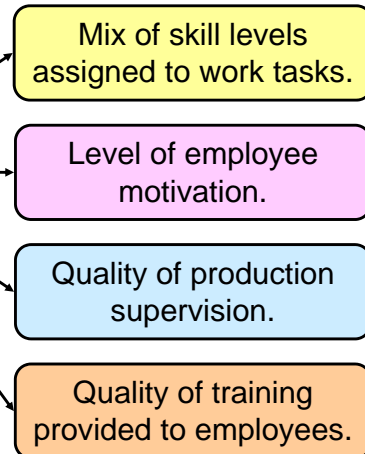 Mix of skill levels
assigned to work tasks.
Level of employee
motivation.
Quality of production
supervision.
Quality of training
provided to employees.